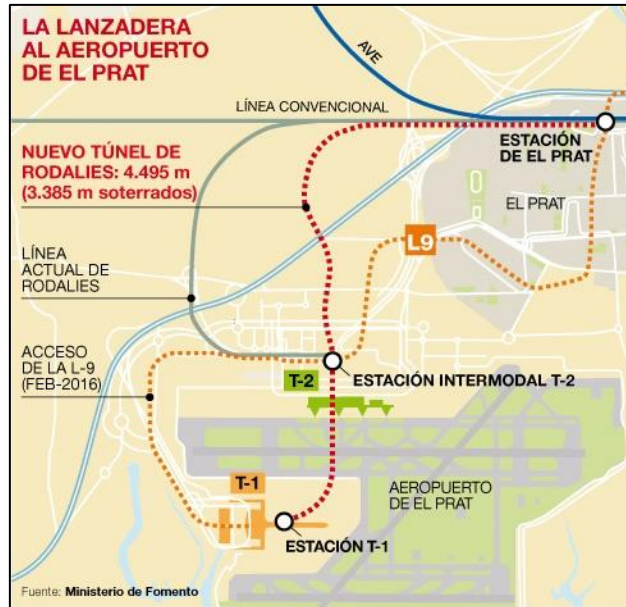 LA LANZADERA
AL AEROPUERTO
DE EL PRAT
AVE
LÍNEA CONVENCIONAL
ESTACIÓN
DE EL PRAT
NUEVO TÚNEL DE
RODALIES: 4.495 m
(3.385 m soterrados)
EL PRAT
L9
LÍNEA
ACTUAL DE
RODALIES
ACCESO
DE LA L-9
(FEB-2016)
T-2
ESTACIÓN INTERMODAL T-2
T-1
AEROPUERTO
DE EL PRAT
ESTACIÓN T-1
Fuente: Ministerio de Fomento